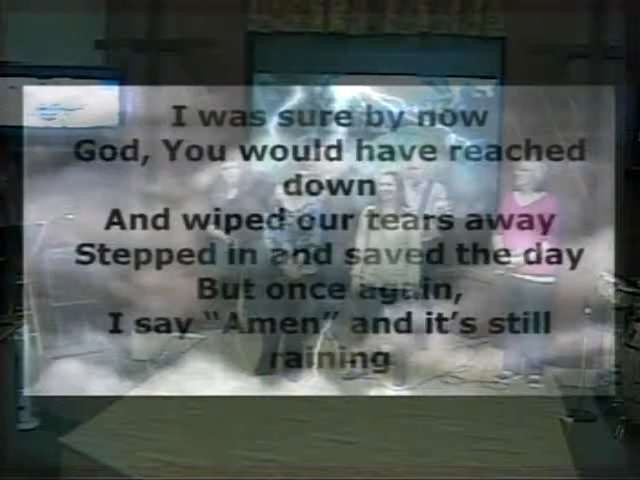 I was sure by now
God, You would have reached
down
And wiped our tears away
Stepped in and saved the day
But once again,
I say “Amen” and it’s still
raining